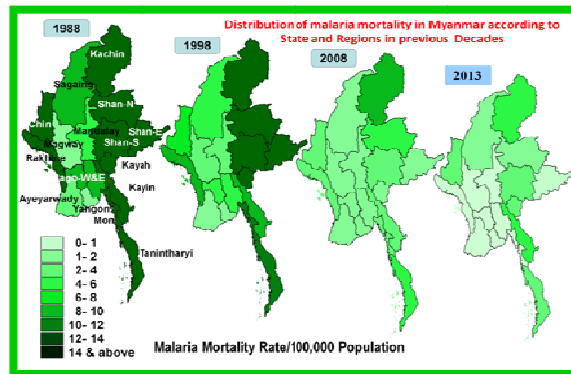 Distribution of malaria mortality in Myanmar according to
State and Regions in previous Decades
1988
1998
2008
2013
Kachin
Sagaing
Shan-N
Chin
Mandalay
Shan-E
Magway
Shan-S
Rakhine
Kayah
ago-W&E
Kayin
Ayeyarwady
Yangon
Mon
Tanintharyi
0- 1
1- 2
2- 4
4- 6
6- 8
8- 10
10- 12
12- 14
14 & above
Malaria Mortality Rate/100,000 Population